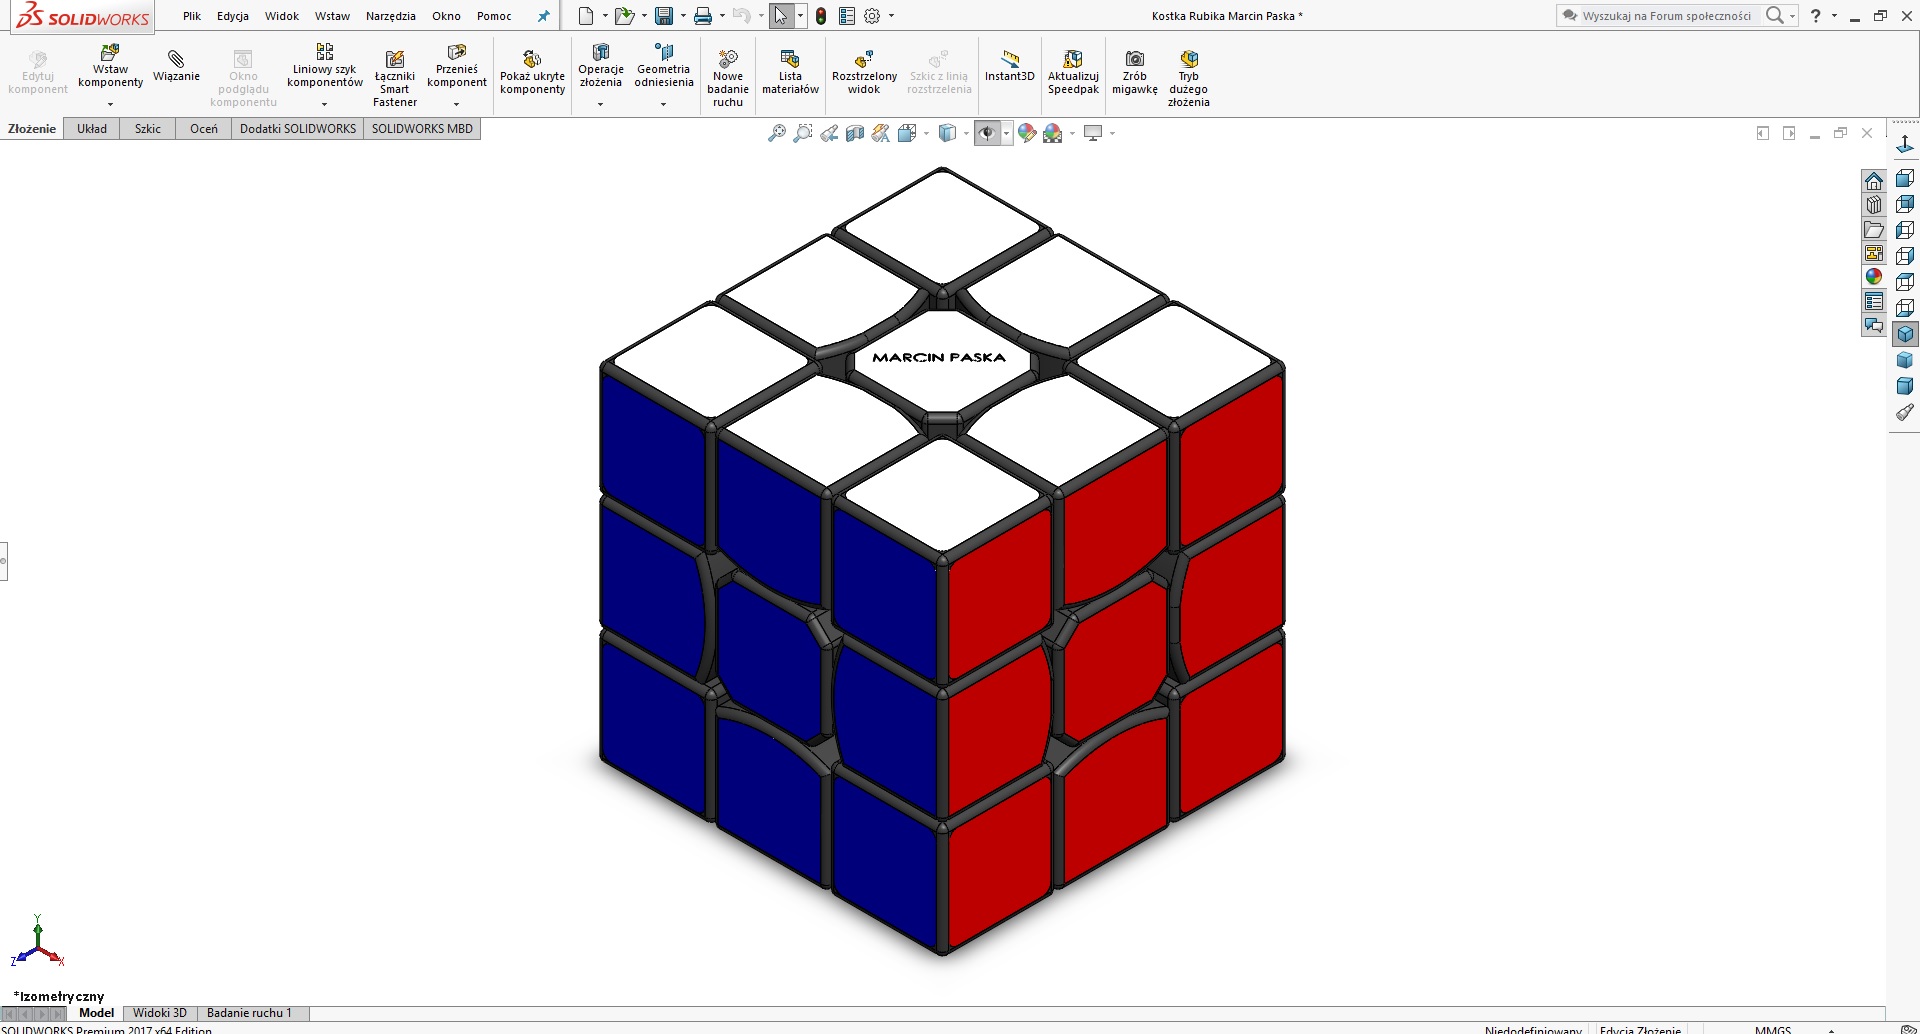 SOLIDWORKS
Plik Edycja Widok Wstaw Narzędzia Okno Pomoc
Kostka Rubika Marcin Paska *
Wyszukaj na Forum społeczności
Edytuj komponent
Wstaw komponenty
Wiązanie
Okno podglądu komponentu
Liniowy szyk komponentów
Łączniki Smart Fastener
Przenieś komponent
Pokaż ukryte komponenty
Operacje złożenia
Geometria odniesienia
Nowe badanie ruchu
Lista materiałów
Rozstrzelony widok
Szkic z linią rozstrzelenia
Instant3D
Aktualizuj Speedpak
Zrób migawkę
Tryb dużego złożenia
Złożenie Układ Szkic Oceń Dodatki SOLIDWORKS SOLIDWORKS MBD
MARCIN PASKA
Y
Z X
*Izometryczny
Model Widoki 3D Badanie ruchu 1
SOLIDWORKS Premium 2017 x64 Edition
Niedodefiniowany Edycja Złożenie MMGS